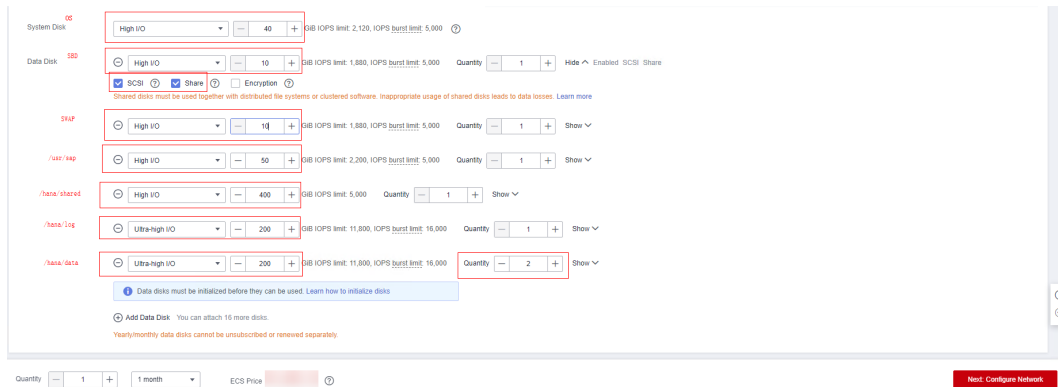 OS
System Disk High I/O 40 GiB IOPS limit: 2,120, IOPS burst limit: 5,000
Data Disk SBD High I/O 10 GiB IOPS limit: 1,880, IOPS burst limit: 5,000 Quantity 1 Hide Enabled SCSI Share
SCSI Share Encryption
Shared disks must be used together with distributed file systems or clustered software. Inappropriate usage of shared disks leads to data losses. Learn more
SWAP High I/O 10 GiB IOPS limit: 1,880, IOPS burst limit: 5,000 Quantity 1 Show
/usr/sap High I/O 50 GiB IOPS limit: 2,200, IOPS burst limit: 5,000 Quantity 1 Show
/hana/shared High I/O 400 GiB IOPS limit: 5,000 Quantity 1 Show
/hana/log Ultra-high I/O 200 GiB IOPS limit: 11,800, IOPS burst limit: 16,000 Quantity 1 Show
/hana/data Ultra-high I/O 200 GiB IOPS limit: 11,800, IOPS burst limit: 16,000 Quantity 2 Show
Data disks must be initialized before they can be used. Learn how to initialize disks
Add Data Disk You can attach 16 more disks.
Yearly/monthly data disks cannot be unsubscribed or renewed separately.
Quantity 1 1 month ECS Price Next: Configure Network